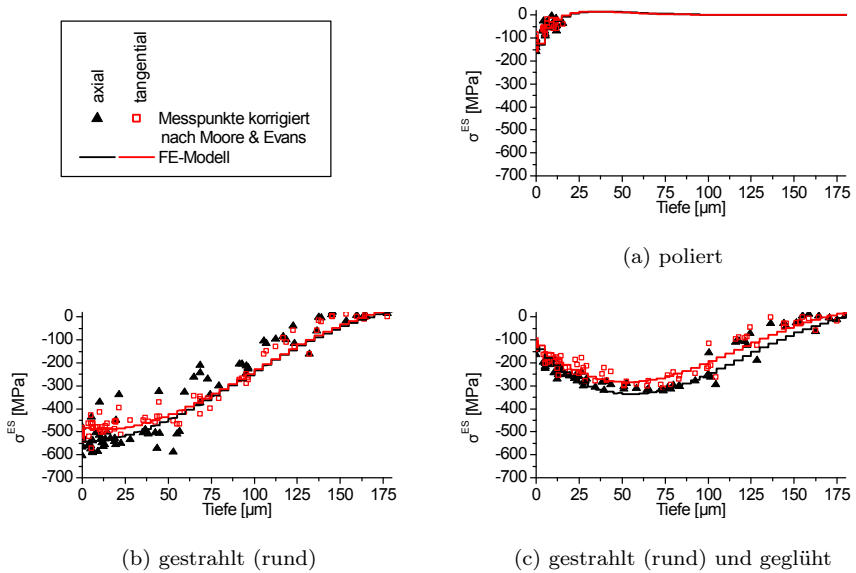 axial
tangential
Messpunkte korrigiert
nach Moore & Evans
FE-Modell
0
-100
-200
-300
-400
-500
-600
-700
σ^ES [MPa]
0 25 50 75 100 125 150 175
Tiefe [µm]
(a) poliert
0
-100
-200
-300
-400
-500
-600
-700
σ^ES [MPa]
0 25 50 75 100 125 150 175
Tiefe [µm]
(b) gestrahlt (rund)
0
-100
-200
-300
-400
-500
-600
-700
σ^ES [MPa]
0 25 50 75 100 125 150 175
Tiefe [µm]
(c) gestrahlt (rund) und geglüht